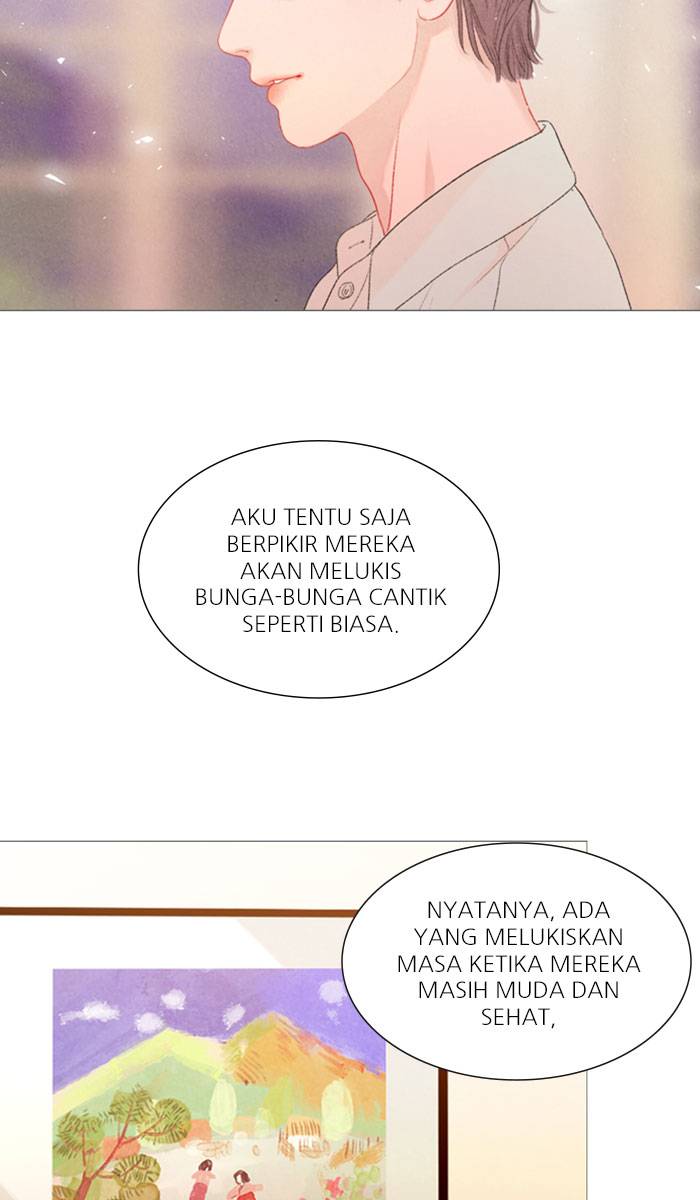 AKU TENTU SAJA
BERPIKIR MEREKA
AKAN MELUKIS
BUNGA-BUNGA CANTIK
SEPERTI BIASA.
NYATANYA, ADA
YANG MELUKISKAN
MASA KETIKA MEREKA
MASIH MUDA DAN
SEHAT,